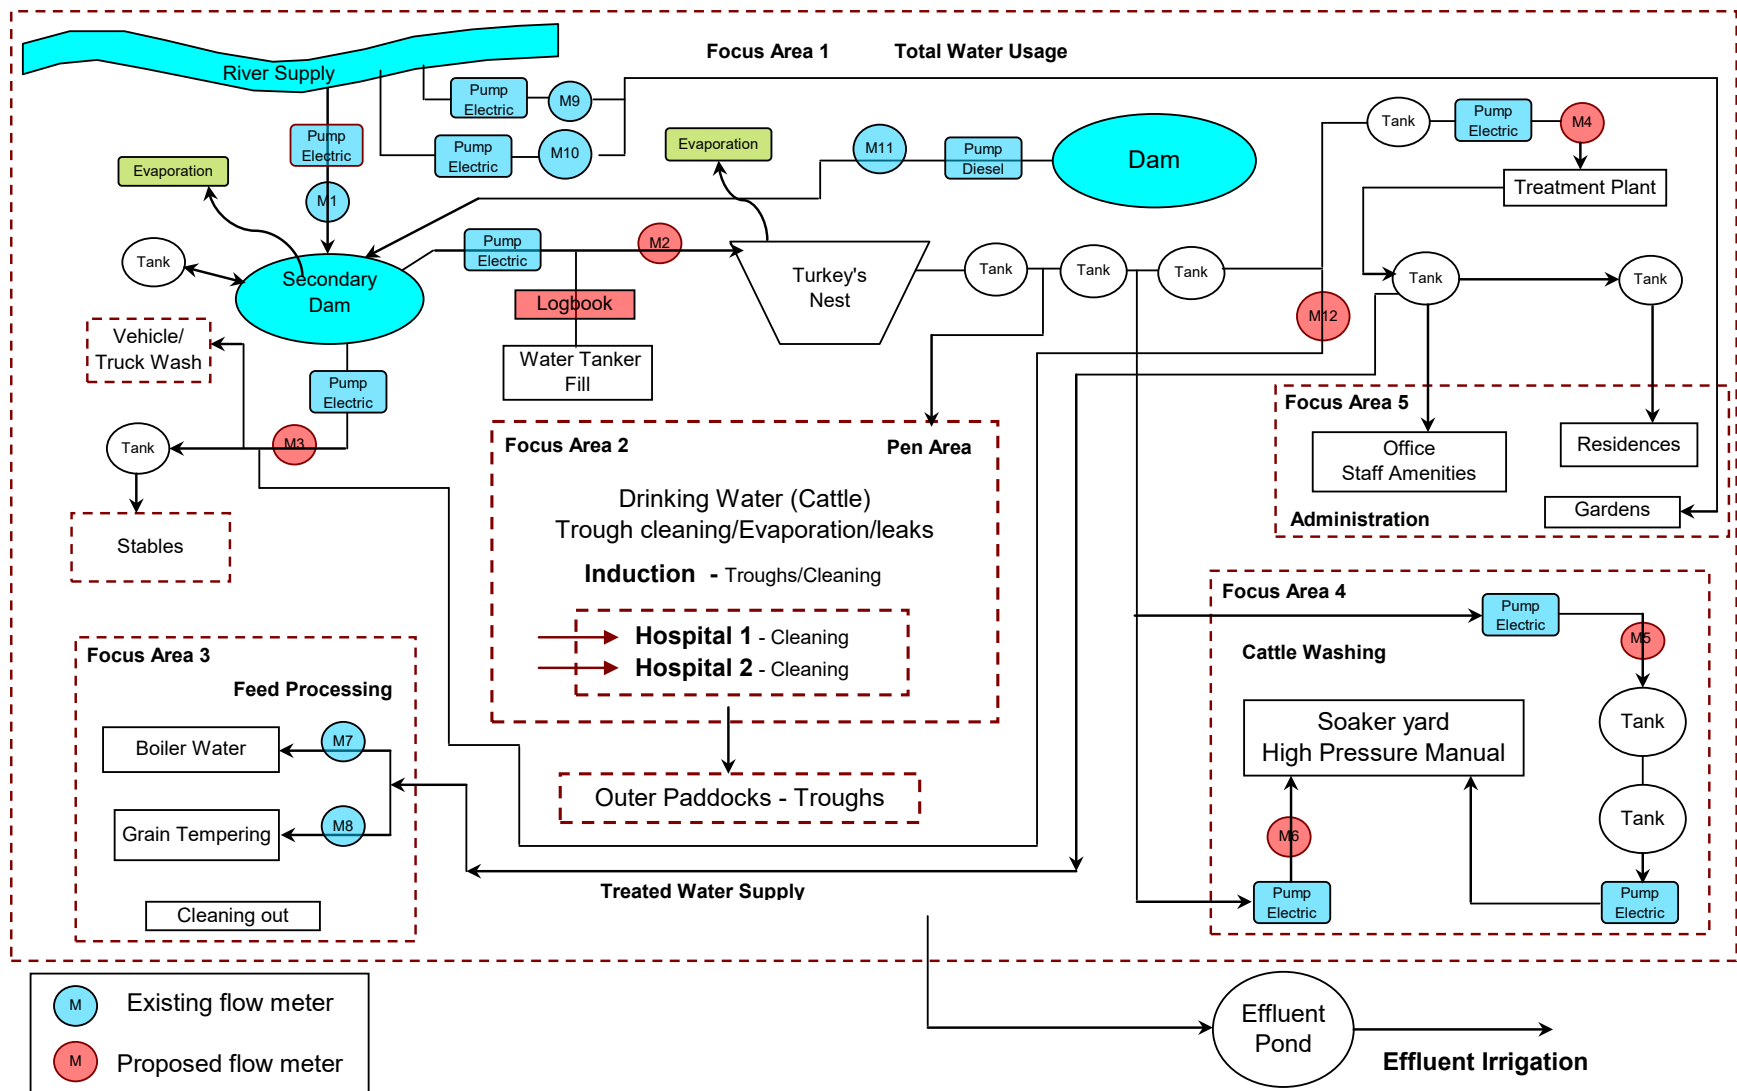 Focus Area 1
Total Water Usage
River Supply
Pump
Electric
M9
Pump
Electric
M10
Pump
Electric
M1
Evaporation
Evaporation
M11
Pump
Diesel
Dam
Tank
Pump
Electric
M4
Treatment Plant
Tank
Secondary
Dam
Pump
Electric
M2
Logbook
Water Tanker
Fill
Turkey's
Nest
Tank
Tank
Tank
M12
Tank
Tank
Vehicle/
Truck Wash
Pump
Electric
M3
Tank
Stables
Focus Area 2
Pen Area
Drinking Water (Cattle)
Trough cleaning/Evaporation/leaks
Induction - Troughs/Cleaning
Hospital 1 - Cleaning
Hospital 2 - Cleaning
Outer Paddocks - Troughs
Focus Area 5
Office
Staff Amenities
Residences
Gardens
Administration
Focus Area 4
Pump
Electric
M5
Cattle Washing
Tank
Soaker yard
High Pressure Manual
Tank
M6
Pump
Electric
Pump
Electric
Focus Area 3
Feed Processing
Boiler Water
M7
Grain Tempering
M8
Cleaning out
Treated Water Supply
M Existing flow meter
M Proposed flow meter
Effluent
Pond
Effluent Irrigation